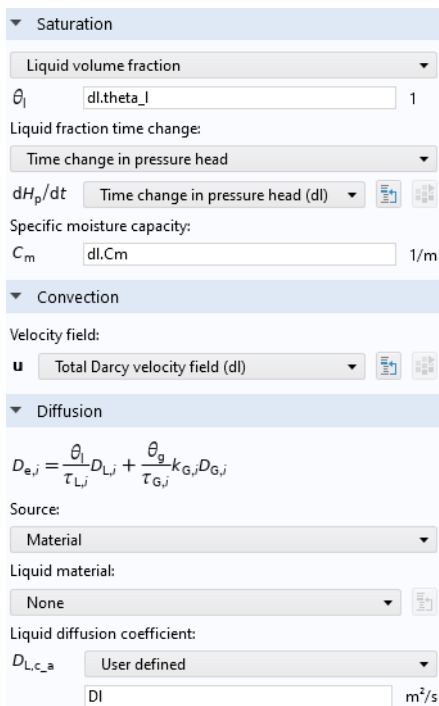 Saturation
Liquid volume fraction
θl dl.theta_l 1
Liquid fraction time change:
Time change in pressure head
dHp/dt Time change in pressure head (dl)
Specific moisture capacity:
Cm dl.Cm 1/m
Convection
Velocity field:
u Total Darcy velocity field (dl)
Diffusion
De,i = θl/τL,i DL,i + θg/τG,i kG,i DG,i
Source:
Material
Liquid material:
None
Liquid diffusion coefficient:
DL,c_a User defined
Dl m²/s